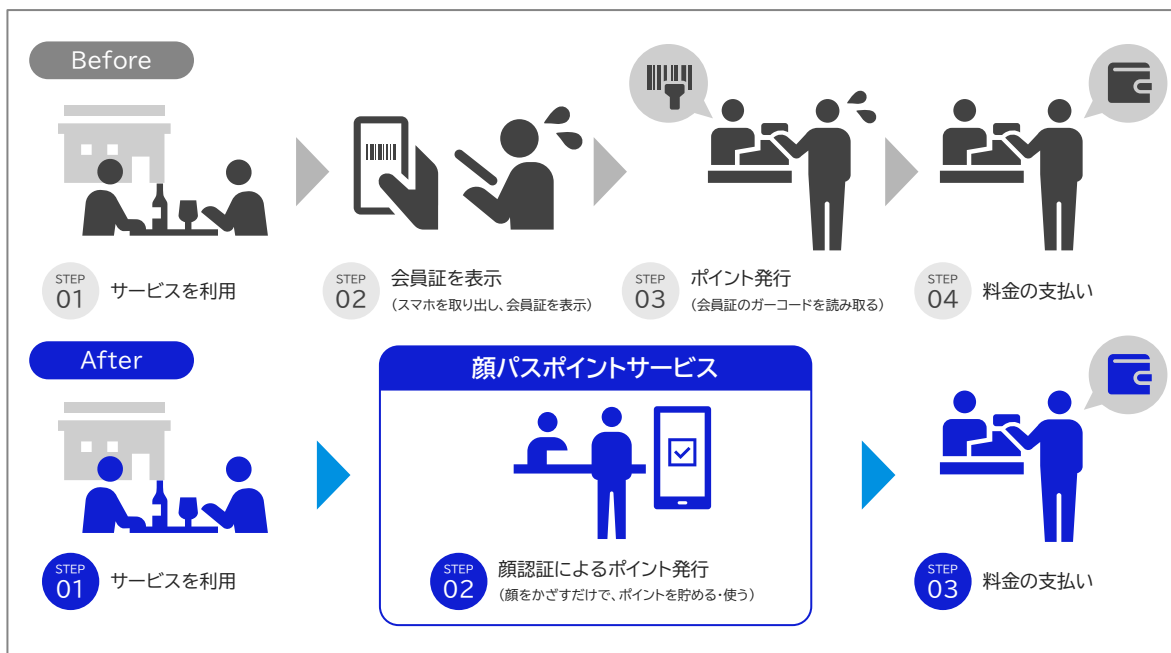 Before
STEP
01
サービスを利用
STEP
02
会員証を表示
(スマホを取り出し、会員証を表示)
STEP
03
ポイント発行
(会員証のガーコードを読み取る)
STEP
04
料金の支払い
After
STEP
01
サービスを利用
顔パスポイントサービス
STEP
02
顔認証によるポイント発行
(顔をかざすだけで、ポイントを貯める・使う)
STEP
03
料金の支払い